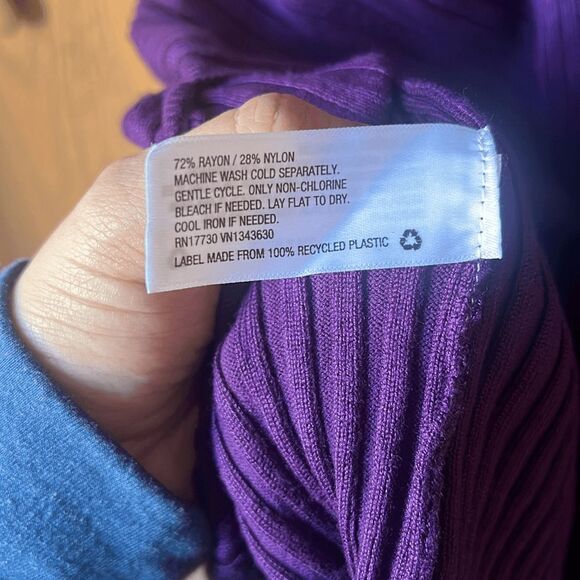 72% RAYON / 28% NYLON
MACHINE WASH COLD SEPARATELY.
GENTLE CYCLE. ONLY NON-CHLORINE
BLEACH IF NEEDED. LAY FLAT TO DRY.
COOL IRON IF NEEDED.
RN17730 VN1343630
LABEL MADE FROM 100% RECYCLED PLASTIC